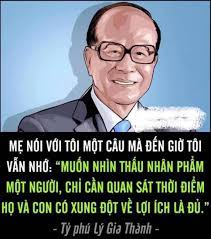 MẸ NÓI VỚI TÔI MỘT CÂU MÀ ĐẾN GIỜ TÔI
VẪN NHỚ: “MUỐN NHÌN THẤU NHÂN PHẨM
MỘT NGƯỜI, CHỈ CẦN QUAN SÁT THỜI ĐIỂM
HỌ VÀ CON CÓ XUNG ĐỘT VỀ LỢI ÍCH LÀ ĐỦ.”
- Tỷ phú Lý Gia Thành -